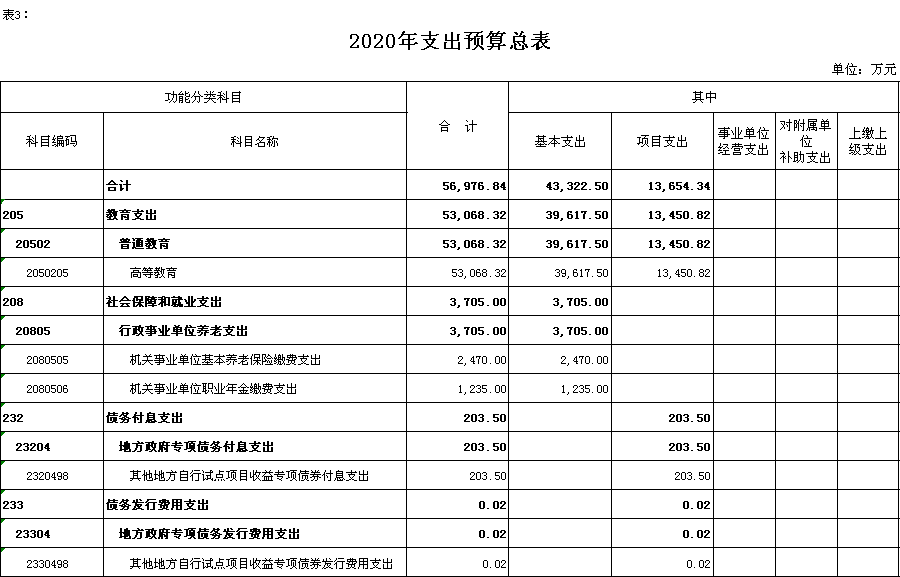 表3：
2020年支出预算总表
单位：万元
功能分类科目 合 计 其中
科目编码 科目名称 基本支出 项目支出 事业单位经营支出 对附属单位补助支出 上缴上级支出
合计 56,976.84 43,322.50 13,654.34
205 教育支出 53,068.32 39,617.50 13,450.82
20502 普通教育 53,068.32 39,617.50 13,450.82
2050205 高等教育 53,068.32 39,617.50 13,450.82
208 社会保障和就业支出 3,705.00 3,705.00
20805 行政事业单位养老支出 3,705.00 3,705.00
2080505 机关事业单位基本养老保险缴费支出 2,470.00 2,470.00
2080506 机关事业单位职业年金缴费支出 1,235.00 1,235.00
232 债务付息支出 203.50 203.50
23204 地方政府专项债务付息支出 203.50 203.50
2320498 其他地方自行试点项目收益专项债券付息支出 203.50 203.50
233 债务发行费用支出 0.02 0.02
23304 地方政府专项债务发行费用支出 0.02 0.02
2330498 其他地方自行试点项目收益专项债券发行费用支出 0.02 0.02